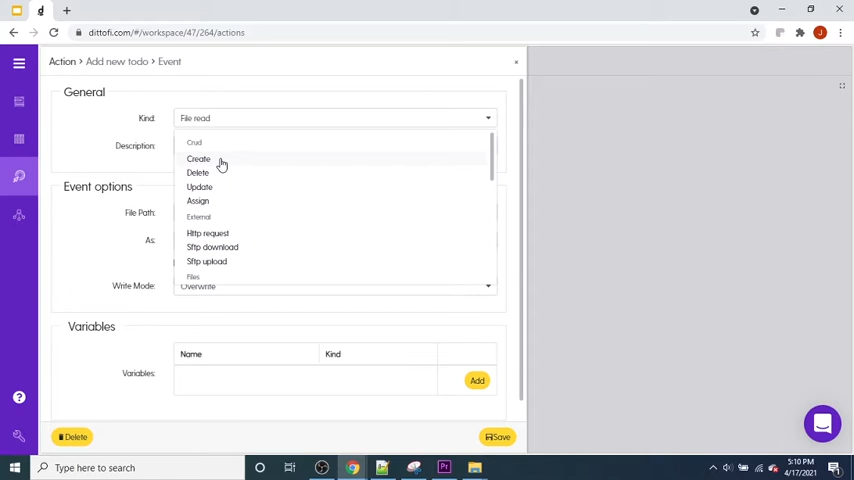 dittofi.com/#/workspace/47/264/actions
J
Action > Add new todo > Event
General
Kind:
File read
Crud
Description:
Create
Delete
Event options
Update
Assign
External
File Path:
Http request
As:
Sftp download
Sftp upload
Files
Write Mode:
Overwrite
Variables
Name
Kind
Variables:
Add
Delete
Save
Type here to search
Pr
5:10 PM
4/17/2021